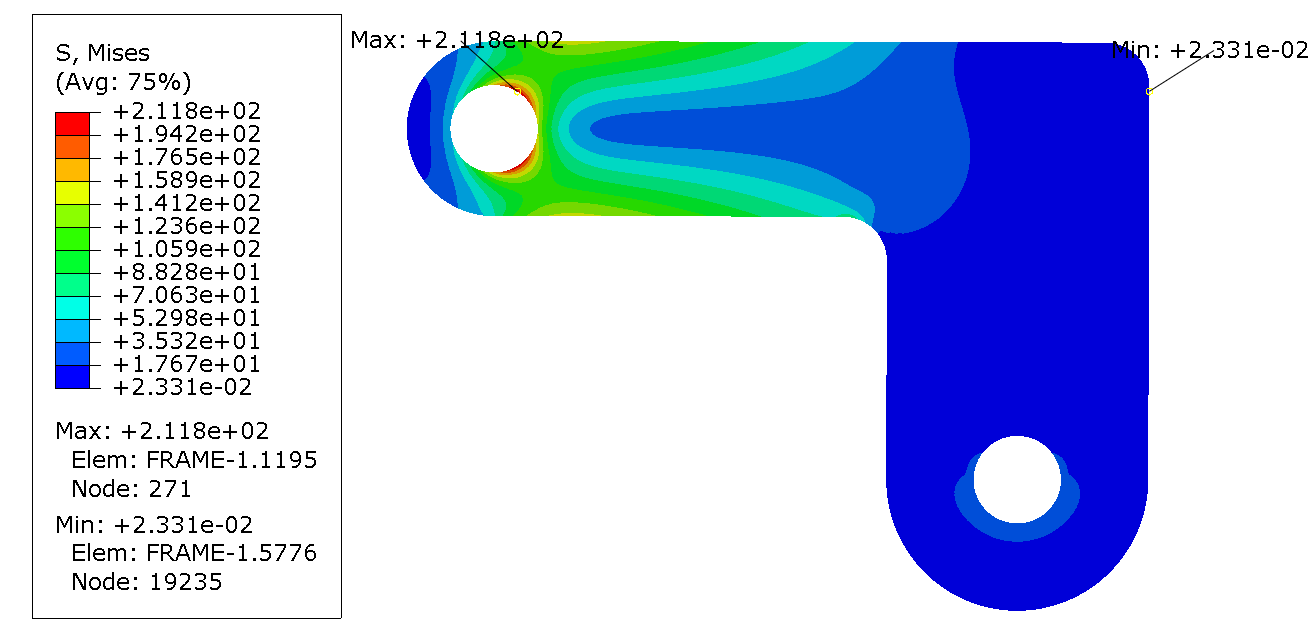 S, Mises
(Avg: 75%)
+2.118e+02
+1.942e+02
+1.765e+02
+1.589e+02
+1.412e+02
+1.236e+02
+1.059e+02
+8.828e+01
+7.063e+01
+5.298e+01
+3.532e+01
+1.767e+01
+2.331e-02
Max: +2.118e+02
Elem: FRAME-1.1195
Node: 271
Min: +2.331e-02
Elem: FRAME-1.5776
Node: 19235
Max: +2.118e+02
Min: +2.331e-02